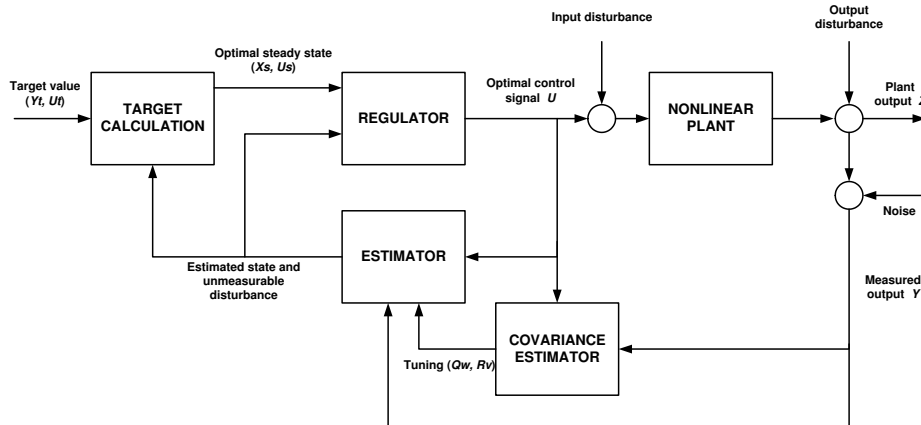 Input disturbance
Output
disturbance
Optimal steady state
(Xs, Us)
Target value
(Yt, Ut)
TARGET
CALCULATION
REGULATOR
Optimal control
signal U
NONLINEAR
PLANT
Plant
output Z
Noise
ESTIMATOR
Estimated state and
unmeasurable
disturbance
Measured
output Y
COVARIANCE
ESTIMATOR
Tuning (Qw, Rv)